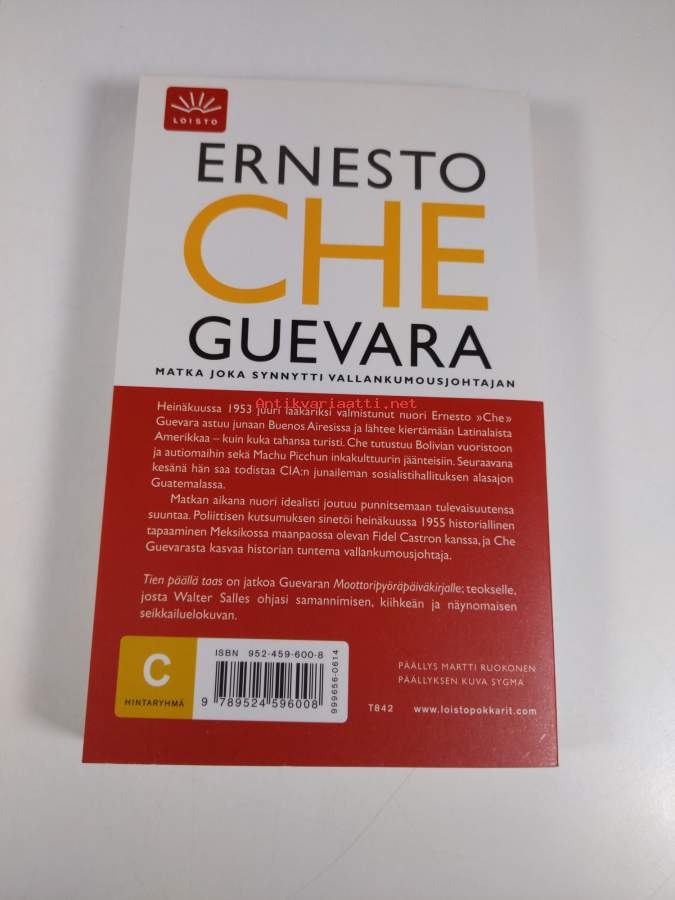 LOISTO
ERNESTO
CHE
GUEVARA
MATKA JOKA SYNNYTTI VALLANKUMOUSJOHTAJAN
Antikvariaatti.net
Heinäkuussa 1953 juuri lääkäriksi valmistunut nuori Ernesto »Che»
Guevara astuu junaan Buenos Airesissa ja lähtee kiertämään Latinalaista
Amerikkaa – kuin kuka tahansa turisti. Che tutustuu Bolivian vuoristoon
ja autiomaihin sekä Machu Picchun inkakulttuurin jäänteisiin. Seuraavana
kesänä hän saa todistaa CIA:n junaileman sosialistihallituksen alasajon
Guatemalassa.
Matkan aikana nuori idealisti joutuu punnitsemaan tulevaisuutensa
suuntaa. Poliittisen kutsumuksen sinetöi heinäkuussa 1955 historiallinen
tapaaminen Meksikossa maanpaossa olevan Fidel Castron kanssa, ja Che
Guevarasta kasvaa historian tuntema vallankumousjohtaja.
Tien päällä taas on jatkoa Guevaran Moottoripyöräpäiväkirjalle; teokselle,
josta Walter Salles ohjasi samannimisen, kiihkeän ja näynomaisen
seikkailuelokuvan.
C
HINTARYHMÄ
ISBN 952-459-600-8
9 789524 596008
999656-0614
PÄÄLLYS MARTTI RUOKONEN
PÄÄLLYKSEN KUVA SYGMA
T842 www.loistopokkarit.com